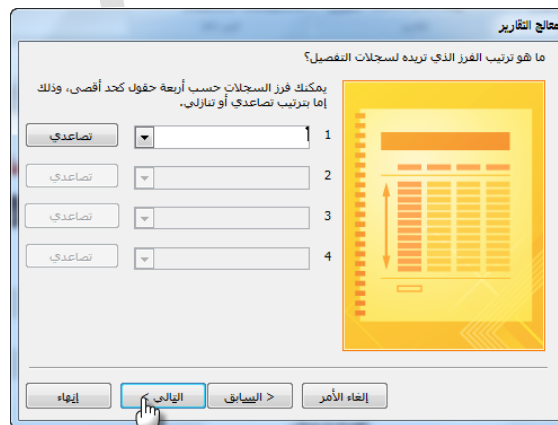 معالج التقارير
ما هو ترتيب الفرز الذي تريده لسجلات التفصيل؟
يمكنك فرز السجلات حسب أربعة حقول كحد أقصى، وذلك
إما بترتيب تصاعدي أو تنازلي.
1 تصاعدي
2 تصاعدي
3 تصاعدي
4 تصاعدي
إلغاء الأمر < السابق التالي > إنهاء